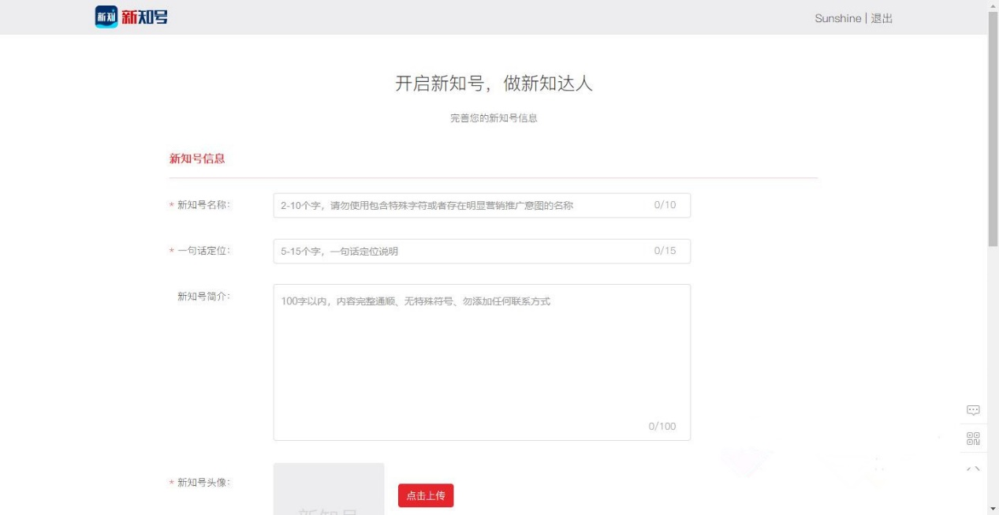 新知 新知号
Sunshine | 退出
开启新知号，做新知达人
完善您的新知号信息
新知号信息
* 新知号名称：
2-10个字，请勿使用包含特殊字符或者存在明显营销推广意图的名称
0/10
* 一句话定位：
5-15个字，一句话定位说明
0/15
新知号简介：
100字以内，内容完整通顺、无特殊符号、勿添加任何联系方式
0/100
* 新知号头像：
新知号
点击上传